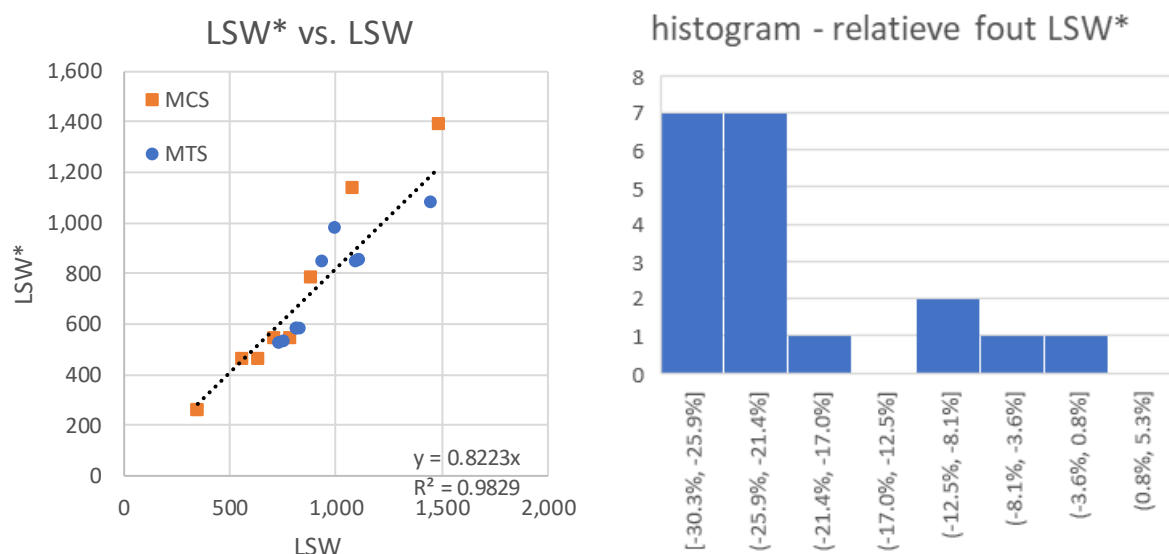 LSW* vs. LSW
1,600
1,400
1,200
1,000
800
600
400
200
0
LSW*
MCS
MTS
y = 0.8223x
R² = 0.9829
0 500 1,000 1,500 2,000
LSW
histogram - relatieve fout LSW*
8
7
6
5
4
3
2
1
0
[-30.3%, -25.9%]
(-25.9%, -21.4%]
(-21.4%, -17.0%]
(-17.0%, -12.5%]
(-12.5%, -8.1%]
(-8.1%, -3.6%]
(-3.6%, 0.8%]
(0.8%, 5.3%]